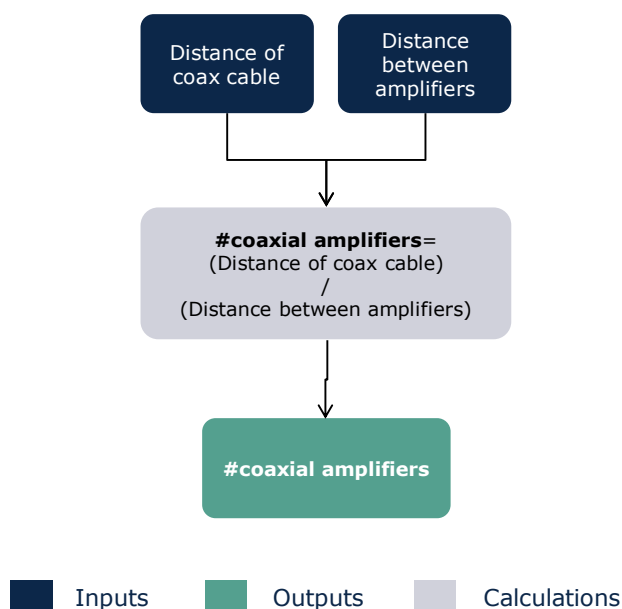 Distance of
coax cable
Distance
between
amplifiers
#coaxial amplifiers=
(Distance of coax cable)
/
(Distance between amplifiers)
#coaxial amplifiers
Inputs
Outputs
Calculations